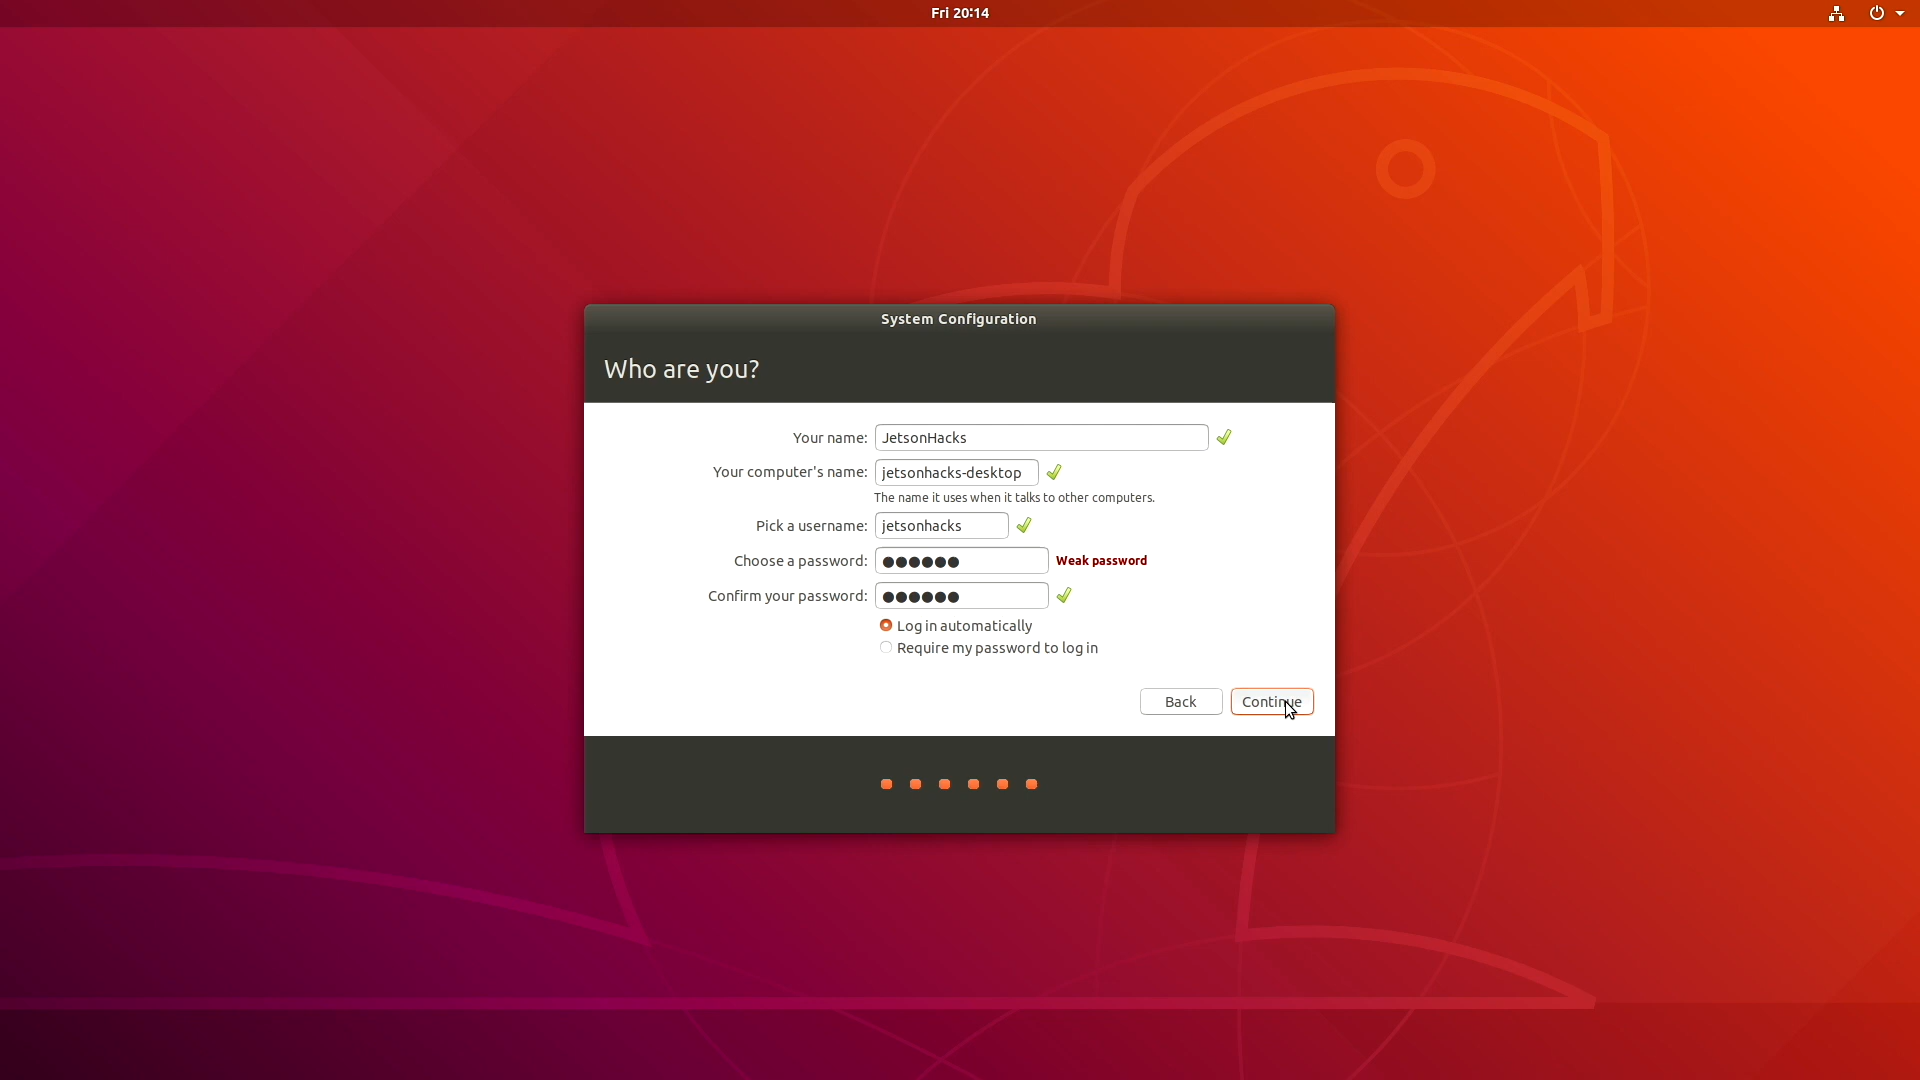 Fri 20:14
System Configuration
Who are you?
Your name: JetsonHacks
Your computer's name: jetsonhacks-desktop
The name it uses when it talks to other computers.
Pick a username: jetsonhacks
Choose a password: ●●●●●● Weak password
Confirm your password: ●●●●●●
Log in automatically
Require my password to log in
Back Continue